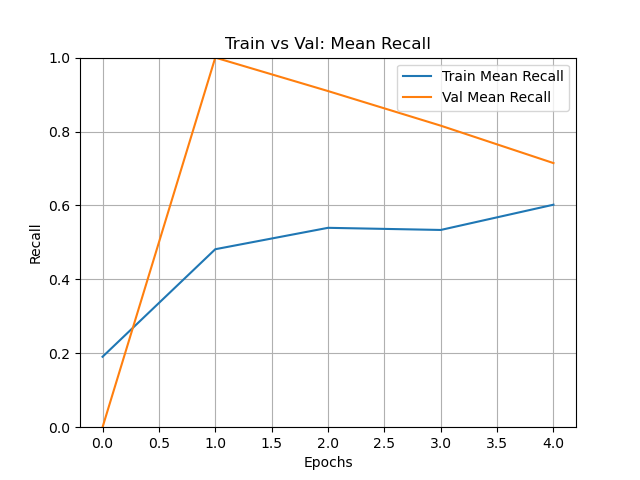 Train vs Val: Mean Recall
Train Mean Recall
Val Mean Recall
Recall
1.0
0.8
0.6
0.4
0.2
0.0
0.0 0.5 1.0 1.5 2.0 2.5 3.0 3.5 4.0
Epochs